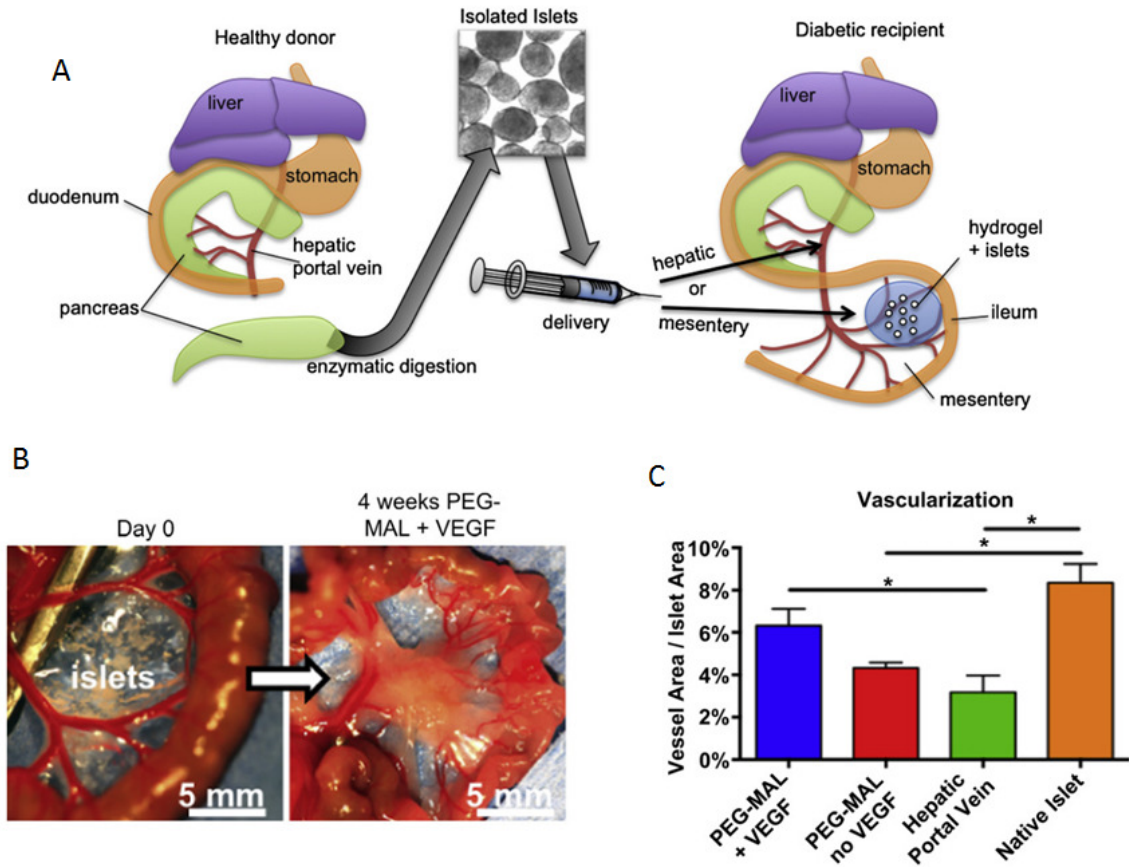 A
Healthy donor
liver
stomach
duodenum
hepatic
portal vein
pancreas
enzymatic digestion
Isolated Islets
delivery
hepatic
or
mesentery
Diabetic recipient
liver
stomach
hydrogel
+ islets
ileum
mesentery
B
Day 0
islets
5 mm
4 weeks PEG-
MAL + VEGF
5 mm
C
Vascularization
Vessel Area / Islet Area
10%
8%
6%
4%
2%
0%
*
*
*
PEG-MAL
+ VEGF
PEG-MAL
no VEGF
Hepatic
Portal Vein
Native Islet